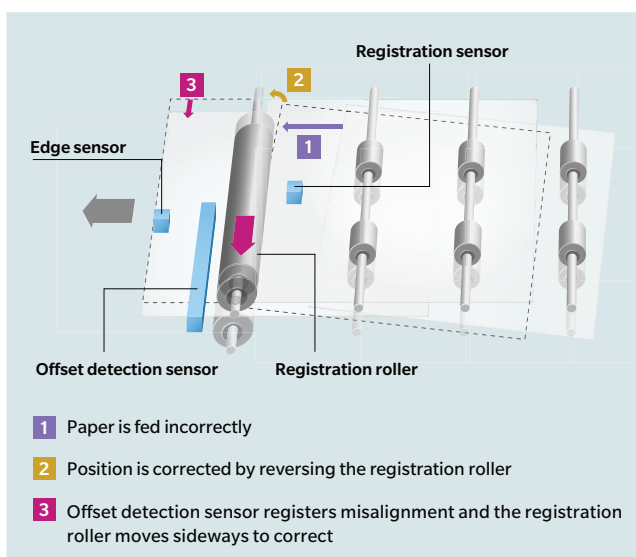 Registration sensor
3
2
1
Edge sensor
Offset detection sensor
Registration roller
1 Paper is fed incorrectly
2 Position is corrected by reversing the registration roller
3 Offset detection sensor registers misalignment and the registration
roller moves sideways to correct